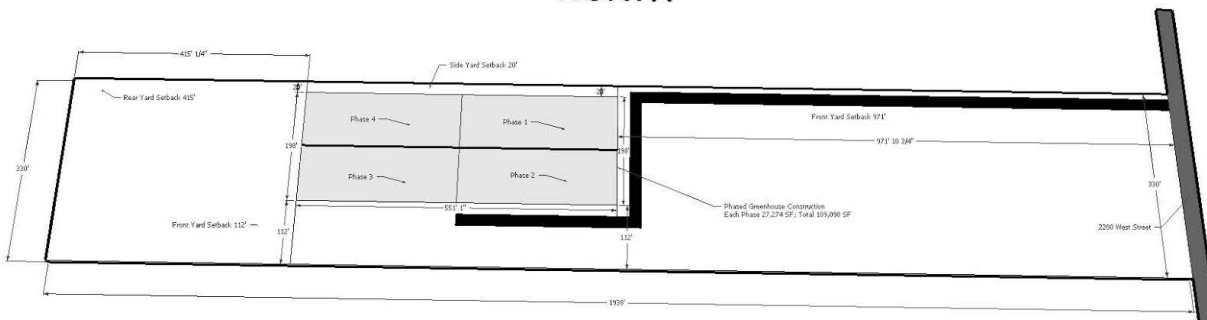 415' 1/4"
Side Yard Setback 20'
Rear Yard Setback 415'
20'
20'
Phase 4
Phase 1
Front Yard Setback 971'
971' 10 3/4"
198'
198'
330'
330'
Phase 3
Phase 2
551' 1"
Phased Greenhouse Construction
Each Phase 27,274 SF; Total 109,098 SF
Front Yard Setback 112'
112'
112'
2200 West Street
1938'